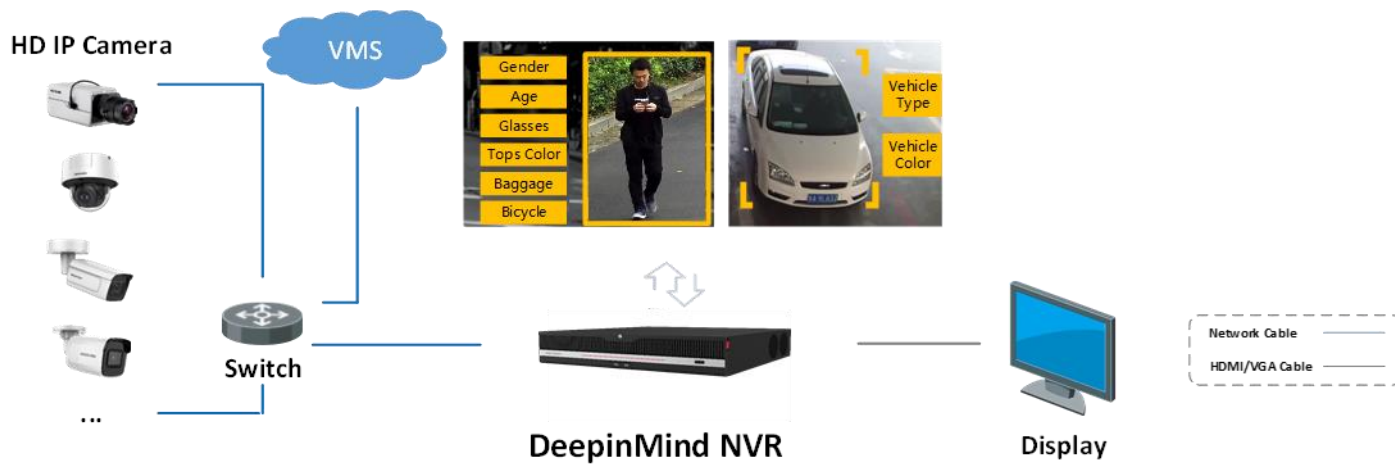 HD IP Camera
VMS
Gender
Age
Glasses
Tops Color
Baggage
Bicycle
Vehicle
Type
Vehicle
Color
Switch
...
DeepinMind NVR
Display
Network Cable
HDMI/VGA Cable